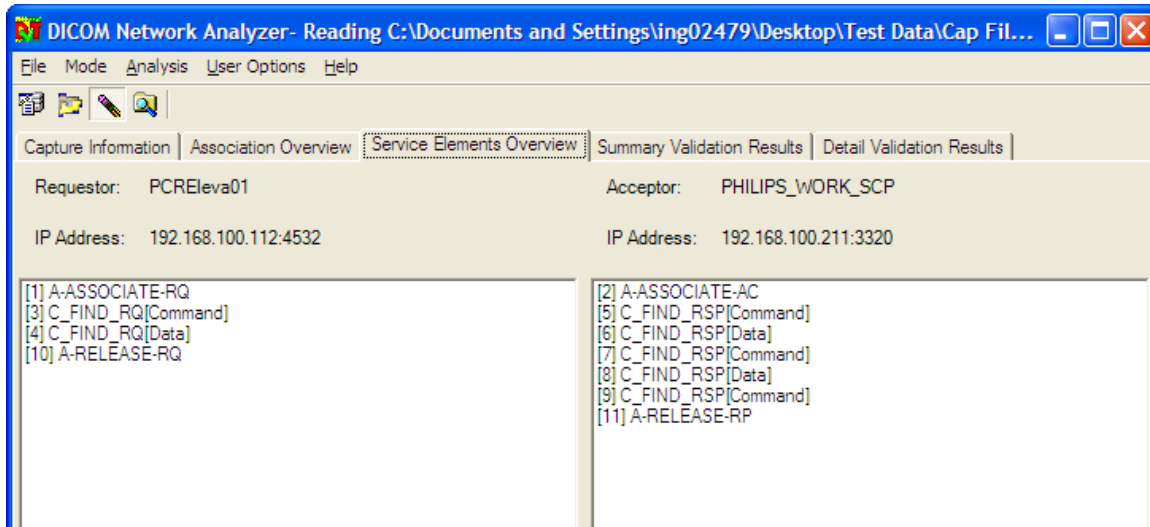 DICOM Network Analyzer- Reading C:\Documents and Settings\ing02479\Desktop\Test Data\Cap Fil...
File Mode Analysis User Options Help
Capture Information Association Overview Service Elements Overview Summary Validation Results Detail Validation Results
Requestor: PCREleva01 Acceptor: PHILIPS_WORK_SCP
IP Address: 192.168.100.112:4532 IP Address: 192.168.100.211:3320
[1] A-ASSOCIATE-RQ
[3] C_FIND_RQ[Command]
[4] C_FIND_RQ[Data]
[10] A-RELEASE-RQ
[2] A-ASSOCIATE-AC
[5] C_FIND_RSP[Command]
[6] C_FIND_RSP[Data]
[7] C_FIND_RSP[Command]
[8] C_FIND_RSP[Data]
[9] C_FIND_RSP[Command]
[11] A-RELEASE-RP